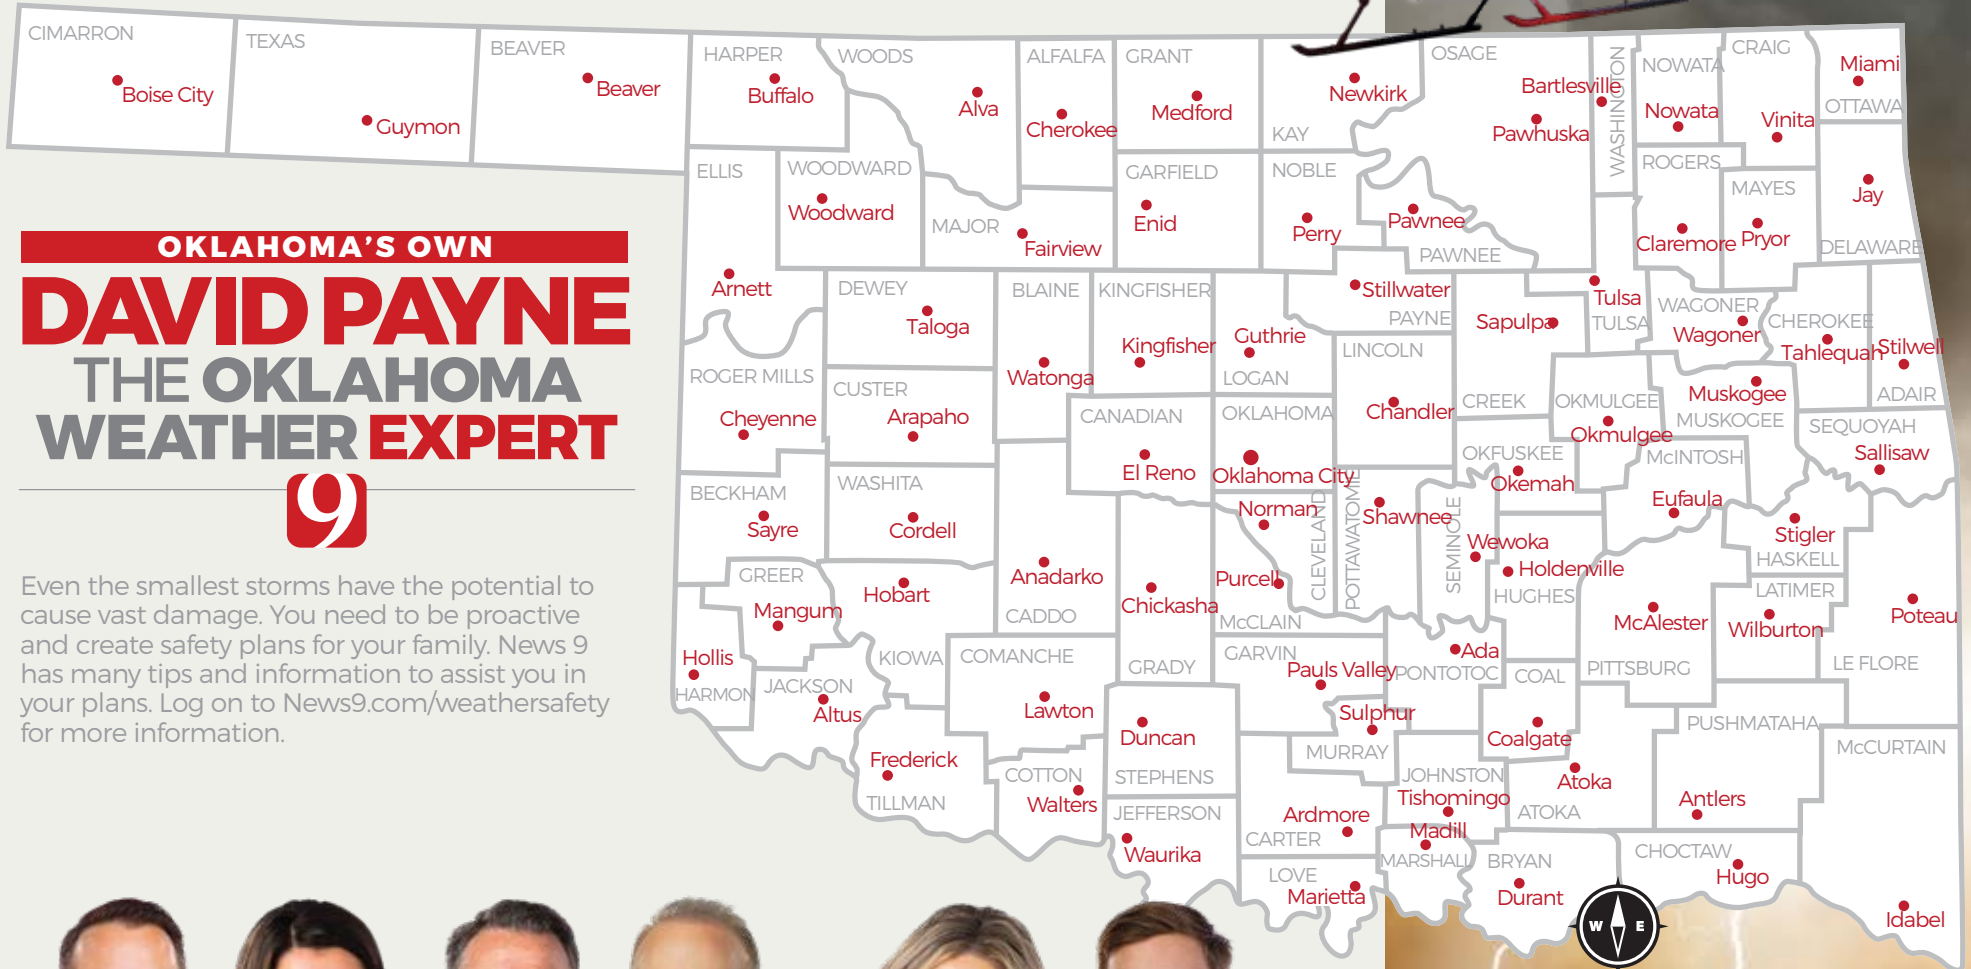 OKLAHOMA'S OWN
DAVID PAYNE
THE OKLAHOMA
WEATHER EXPERT
9
Even the smallest storms have the potential to
cause vast damage. You need to be proactive
and create safety plans for your family. News 9
has many tips and information to assist you in
your plans. Log on to News9.com/weathersafety
for more information.
CIMARRON
Boise City
TEXAS
Guymon
BEAVER
Beaver
HARPER
Buffalo
WOODS
Alva
ALFALFA
Cherokee
GRANT
Medford
KAY
Newkirk
OSAGE
Pawhuska
WASHINGTON
Bartlesville
NOWATA
Nowata
CRAIG
Vinita
OTTAWA
Miami
ELLIS
Arnett
WOODWARD
Woodward
MAJOR
Fairview
GARFIELD
Enid
NOBLE
Perry
PAWNEE
Pawnee
ROGERS
Claremore
MAYES
Pryor
DELAWARE
Jay
DEWEY
Taloga
BLAINE
Watonga
KINGFISHER
Kingfisher
LOGAN
Guthrie
PAYNE
Stillwater
LINCOLN
Chandler
CREEK
Sapulpa
TULSA
Tulsa
WAGONER
Wagoner
CHEROKEE
Tahlequah
ADAIR
Stilwell
ROGER MILLS
Cheyenne
CUSTER
Arapaho
CANADIAN
El Reno
OKLAHOMA
Oklahoma City
OKFUSKEE
Okemah
OKMULGEE
Okmulgee
MUSKOGEE
Muskogee
McINTOSH
Eufaula
SEQUOYAH
Sallisaw
BECKHAM
Sayre
WASHITA
Cordell
CADDO
Anadarko
GRADY
Chickasha
CLEVELAND
Norman
McCLAIN
Purcell
POTTAWATOMIE
Shawnee
SEMINOLE
Wewoka
HUGHES
Holdenville
HASKELL
Stigler
LATIMER
Wilburton
LE FLORE
Poteau
PITTSBURG
McAlester
GREER
Mangum
KIOWA
Hobart
HARMON
Hollis
JACKSON
Altus
COMANCHE
Lawton
GARVIN
Pauls Valley
PONTOTOC
Ada
COAL
Coalgate
MURRAY
Sulphur
STEPHENS
Duncan
TILLMAN
Frederick
COTTON
Walters
JEFFERSON
Waurika
CARTER
Ardmore
JOHNSTON
Tishomingo
ATOKA
Atoka
PUSHMATAHA
Antlers
McCURTAIN
Idabel
LOVE
Marietta
MARSHALL
Madill
BRYAN
Durant
CHOCTAW
Hugo
W E